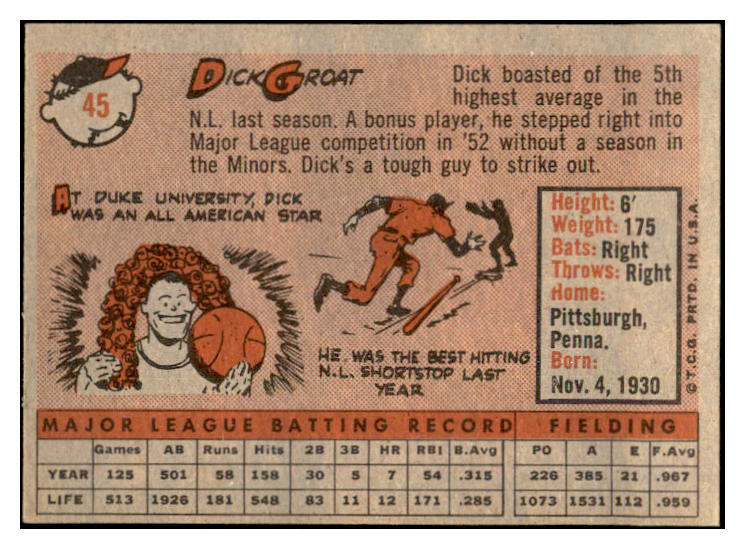 45
DICK GROAT
Dick boasted of the 5th
highest average in the
N.L. last season. A bonus player, he stepped right into
Major League competition in '52 without a season in
the Minors. Dick's a tough guy to strike out.
AT DUKE UNIVERSITY, DICK
WAS AN ALL AMERICAN STAR
HE WAS THE BEST HITTING
N.L. SHORTSTOP LAST
YEAR
Height: 6'
Weight: 175
Bats: Right
Throws: Right
Home:
Pittsburgh,
Penna.
Born:
Nov. 4, 1930
© T.C.G. PRTD. IN U.S.A.
MAJOR LEAGUE BATTING RECORD FIELDING
Games AB Runs Hits 2B 3B HR RBI B.Avg PO A E F.Avg
YEAR 125 501 58 158 30 5 7 54 .315 226 385 21 .967
LIFE 513 1926 181 548 83 11 12 171 .285 1073 1531 112 .959